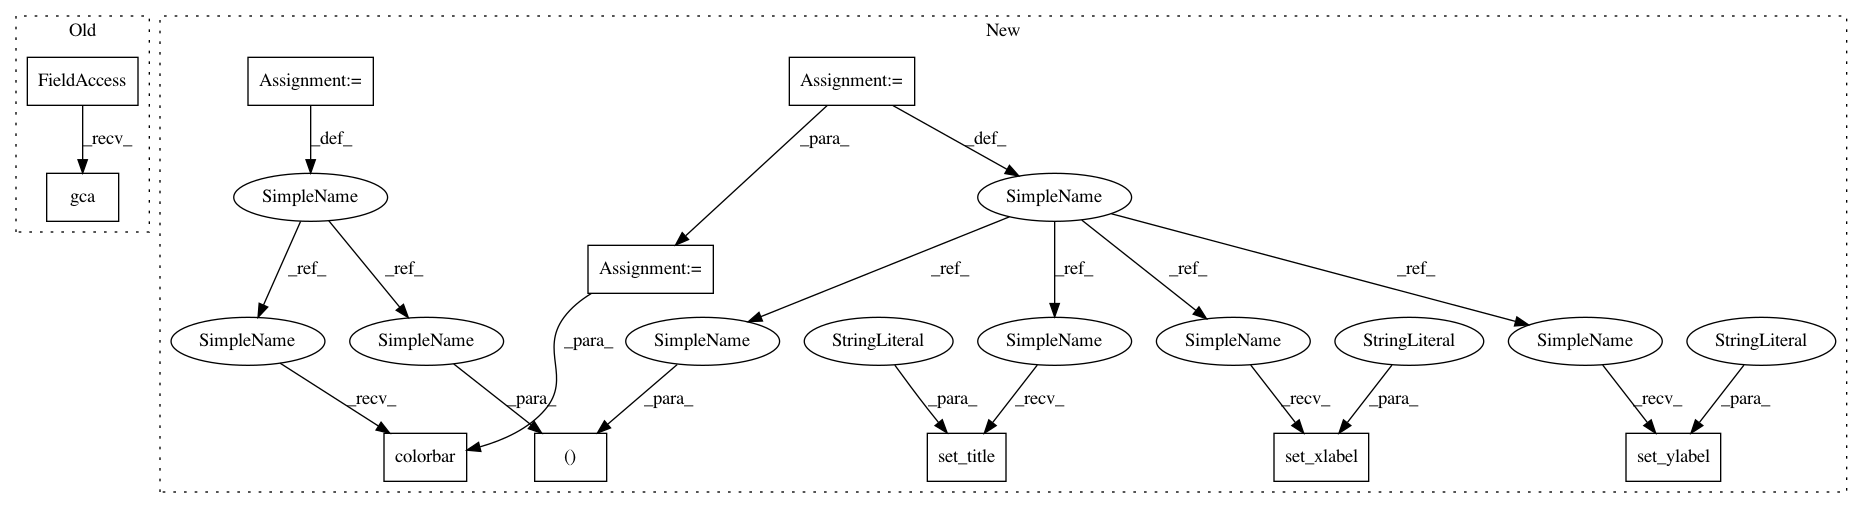 Old
New
FieldAccess
Assignment:=
Assignment:=
_recv_
_def_
_para_
_def_
gca
SimpleName
SimpleName
_ref_
_ref_
Assignment:=
_ref_
_ref_
_ref_
_ref_
SimpleName
SimpleName
_para_
SimpleName
StringLiteral
SimpleName
SimpleName
StringLiteral
SimpleName
StringLiteral
_recv_
_para_
_para_
_para_
_recv_
_recv_
_para_
_recv_
_para_
colorbar
()
set_title
set_xlabel
set_ylabel